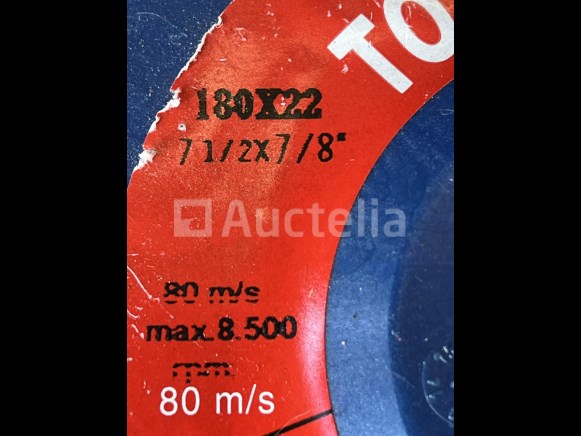 TO
180X22
7 1/2X7/8"
Auctelia
80 m/s
max.8.500
rpm
80 m/s